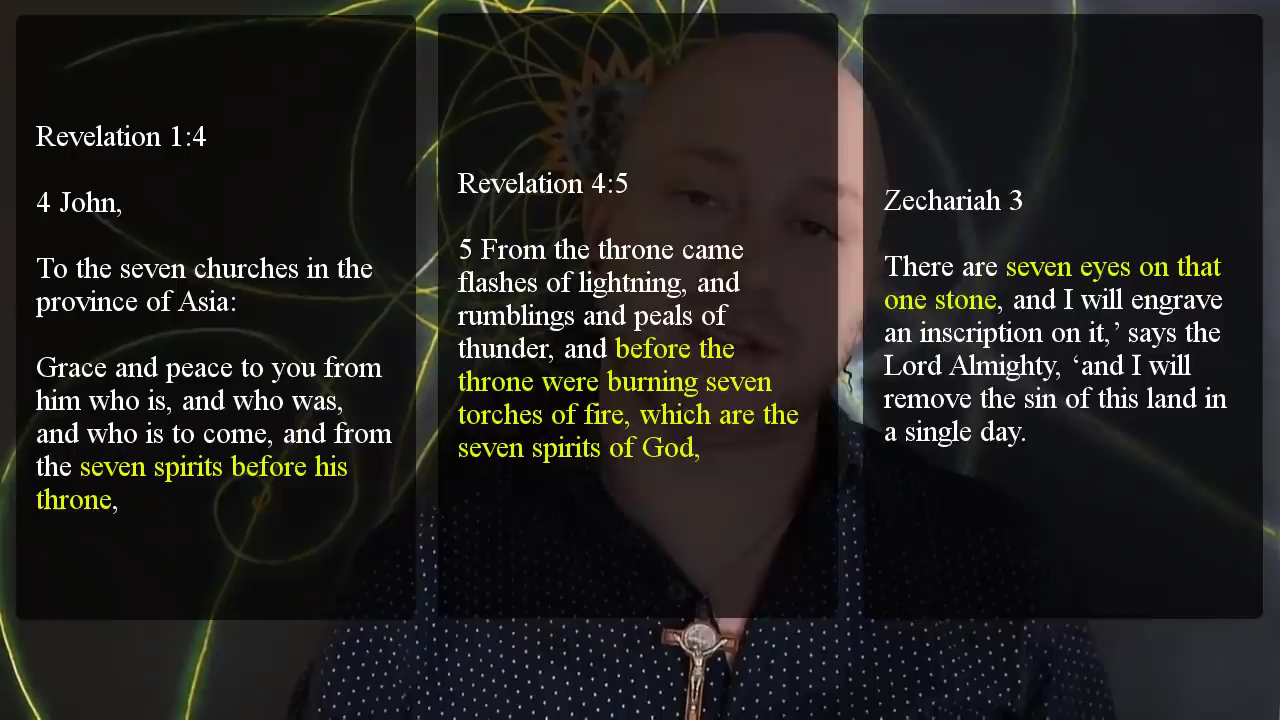 Revelation 1:4
4 John,
To the seven churches in the
province of Asia:
Grace and peace to you from
him who is, and who was,
and who is to come, and from
the seven spirits before his
throne,
Revelation 4:5
5 From the throne came
flashes of lightning, and
rumblings and peals of
thunder, and before the
throne were burning seven
torches of fire, which are the
seven spirits of God,
Zechariah 3
There are seven eyes on that
one stone, and I will engrave
an inscription on it,’ says the
Lord Almighty, ‘and I will
remove the sin of this land in
a single day.